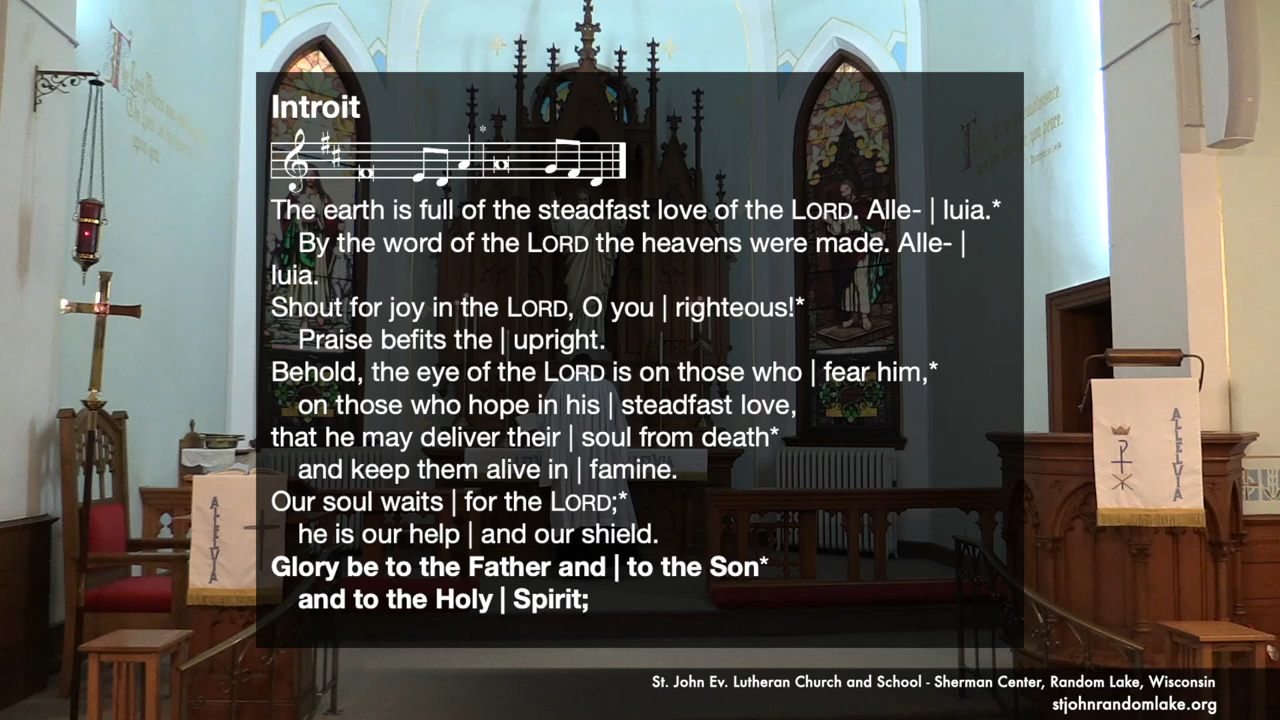 Introit
The earth is full of the steadfast love of the LORD. Alle- | luia.*
By the word of the LORD the heavens were made. Alle- |
luia.
Shout for joy in the LORD, O you | righteous!*
Praise befits the | upright.
Behold, the eye of the LORD is on those who | fear him,*
on those who hope in his | steadfast love,
that he may deliver their | soul from death*
and keep them alive in | famine.
Our soul waits | for the LORD;*
he is our help | and our shield.
Glory be to the Father and | to the Son*
and to the Holy | Spirit;
ALLELVIA
ALLELVIA
St. John Ev. Lutheran Church and School - Sherman Center, Random Lake, Wisconsin
stjohnrandomlake.org